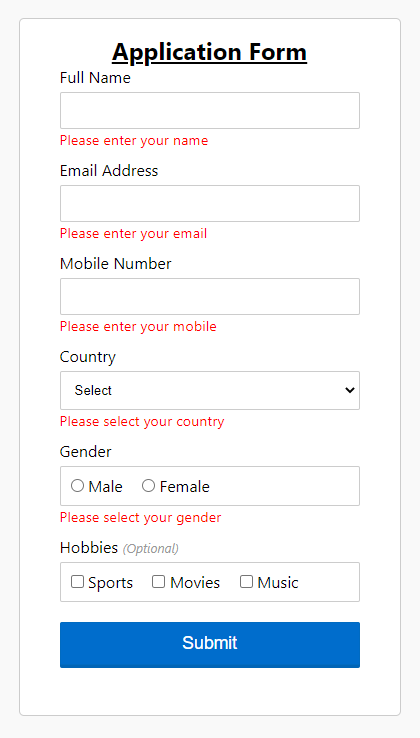 Application Form
Full Name
Please enter your name
Email Address
Please enter your email
Mobile Number
Please enter your mobile
Country
Select
Please select your country
Gender
Male Female
Please select your gender
Hobbies (Optional)
Sports Movies Music
Submit